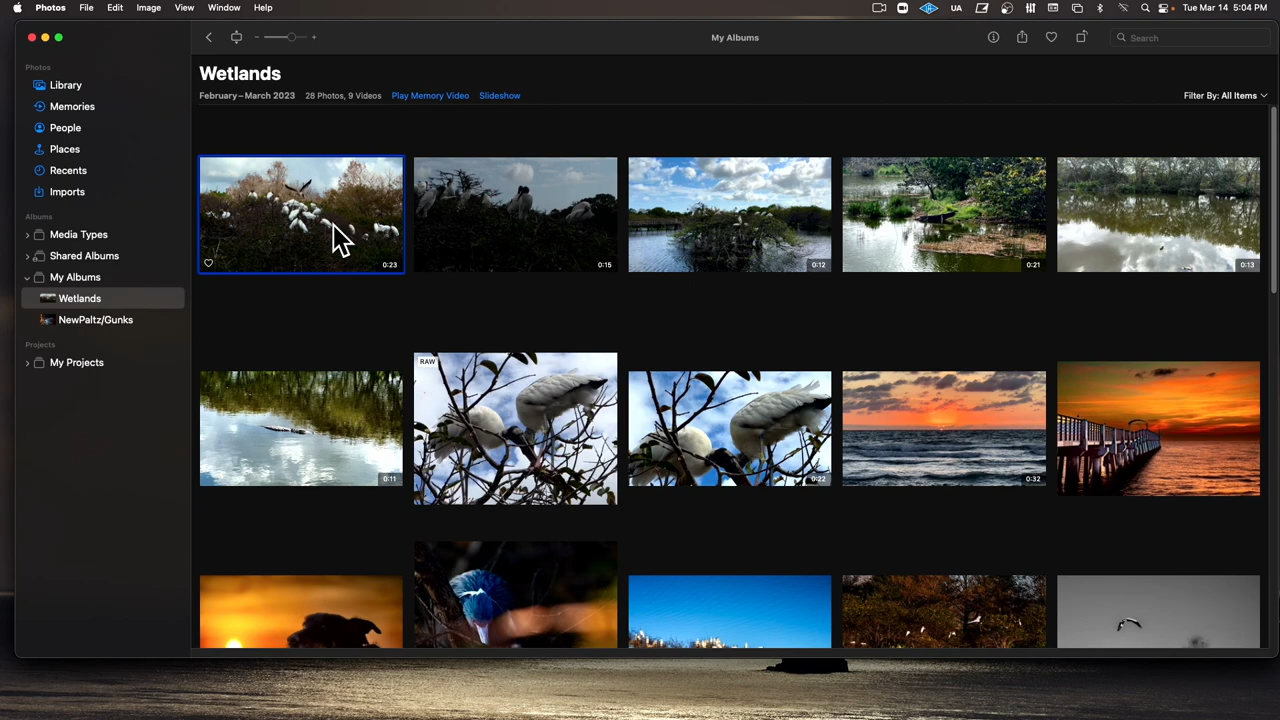 Photos File Edit Image View Window Help UA Tue Mar 14 5:04 PM
My Albums
Search
Photos
Library
Memories
People
Places
Recents
Imports
Albums
Media Types
Shared Albums
My Albums
Wetlands
NewPaltz/Gunks
Projects
My Projects
Wetlands
February–March 2023 28 Photos, 9 Videos Play Memory Video Slideshow Filter By: All Items
0:23 0:15 0:12 0:21 0:13
RAW
0:11 0:22 0:32